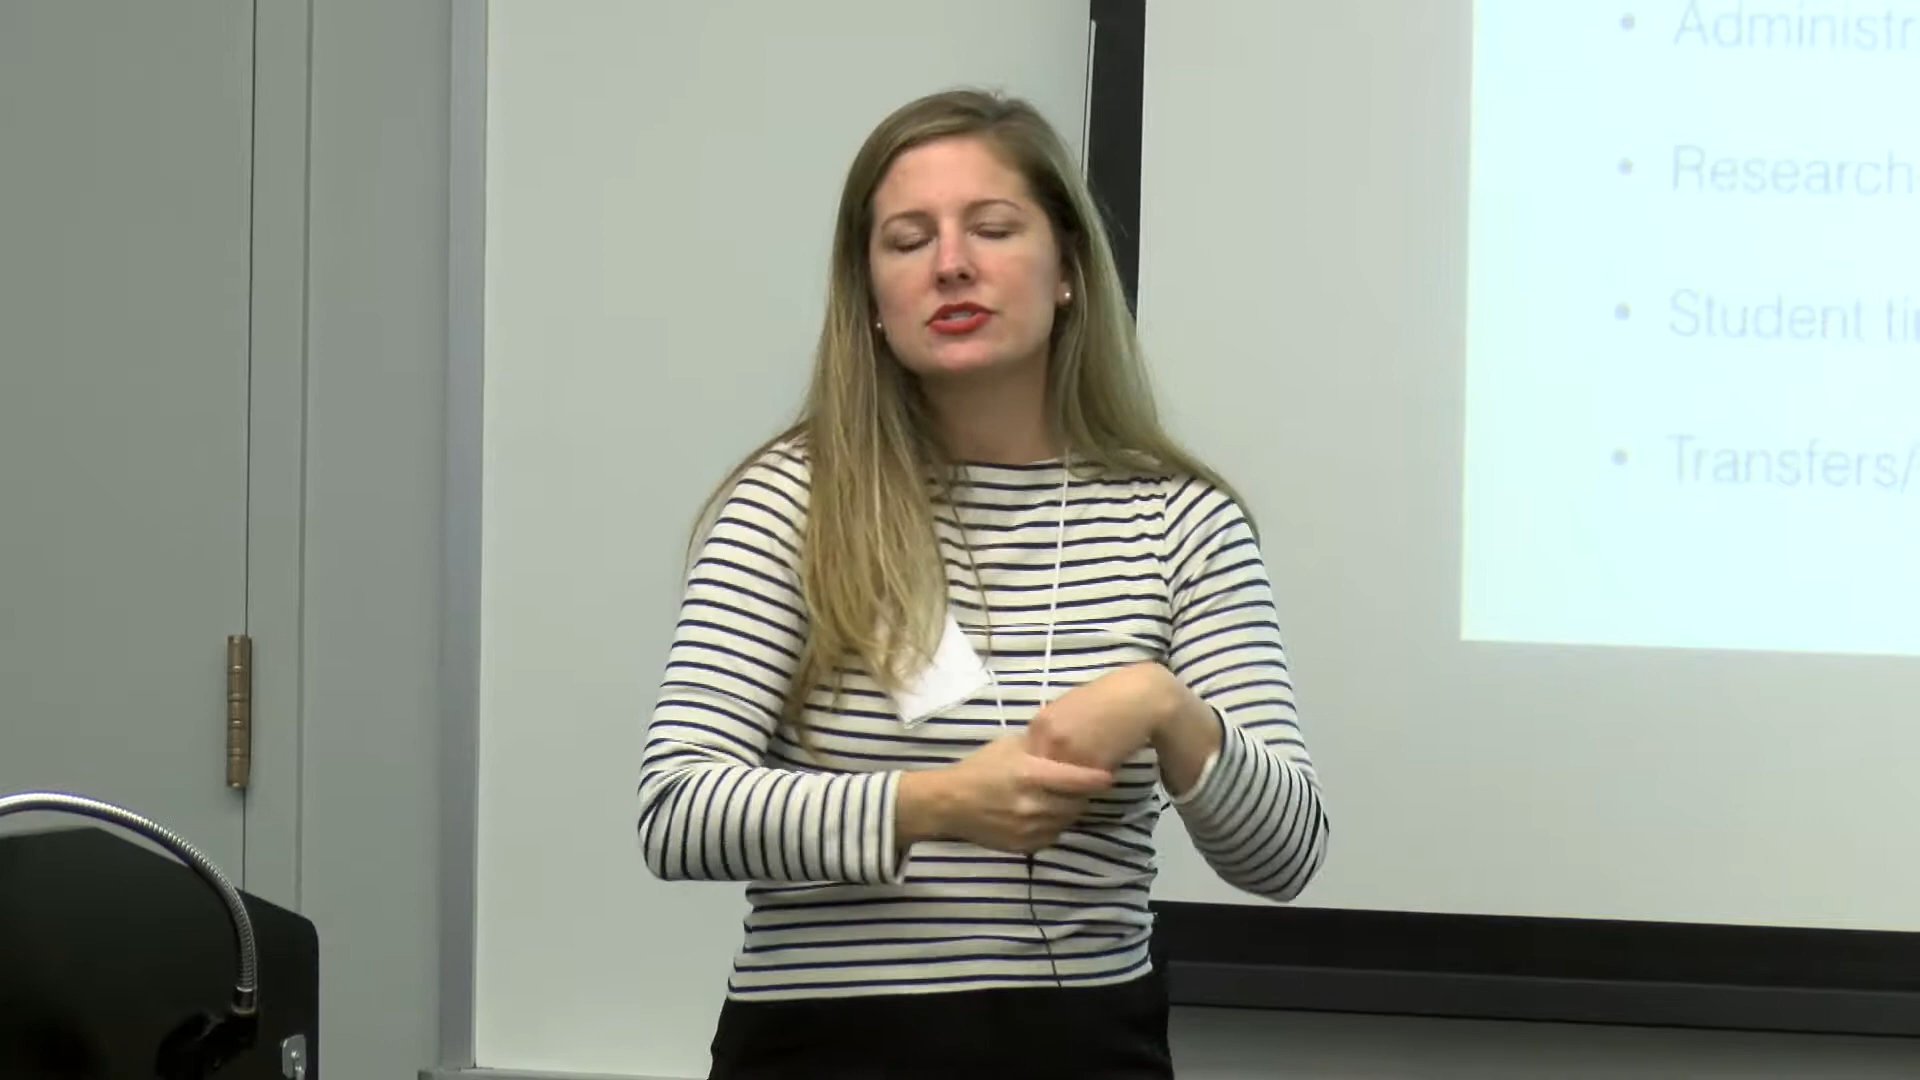 • Administr
• Research
• Student ti
• Transfers/